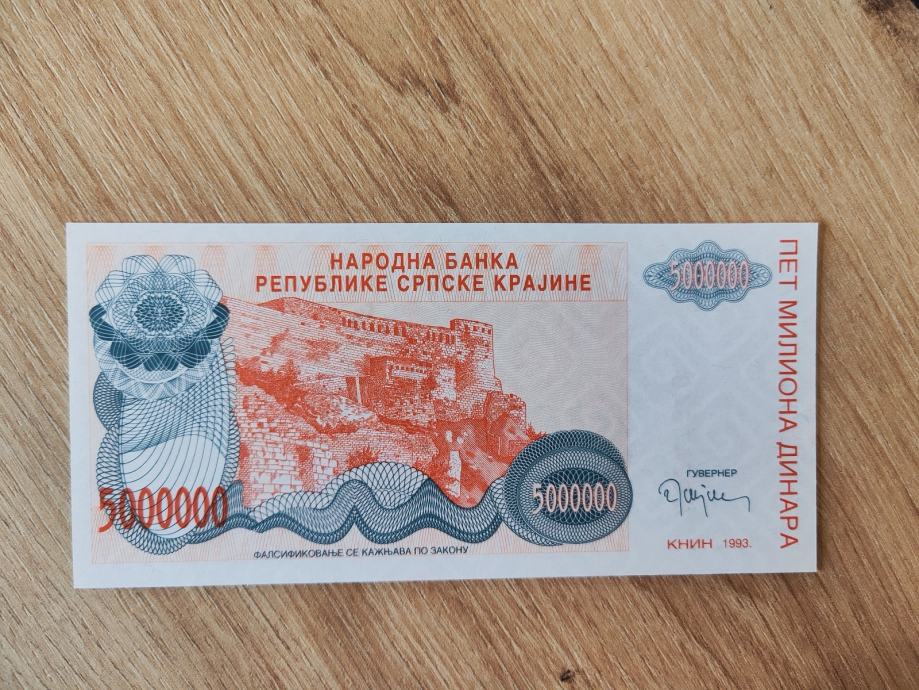 НАРОДНА БАНКА
РЕПУБЛИКЕ СРПСКЕ КРАЈИНЕ
5000000
ПЕТ МИЛИОНА ДИНАРА
5000000
5000000
ГУВЕРНЕР
КНИН 1993.
ФАЛСИФИКОВАЊЕ СЕ КАЖЊАВА ПО ЗАКОНУ